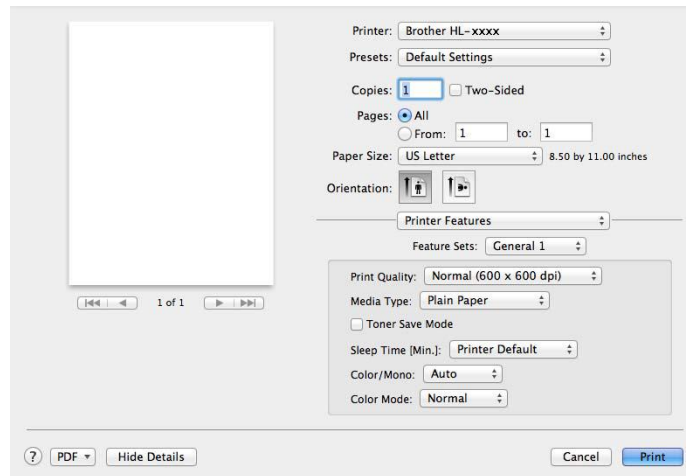 Printer: Brother HL-xxxx
Presets: Default Settings
Copies: 1 Two-Sided
Pages: All
From: 1 to: 1
Paper Size: US Letter 8.50 by 11.00 inches
Orientation:
Printer Features
Feature Sets: General 1
Print Quality: Normal (600 x 600 dpi)
Media Type: Plain Paper
1 of 1
Toner Save Mode
Sleep Time [Min.]: Printer Default
Color/Mono: Auto
Color Mode: Normal
? PDF Hide Details Cancel Print